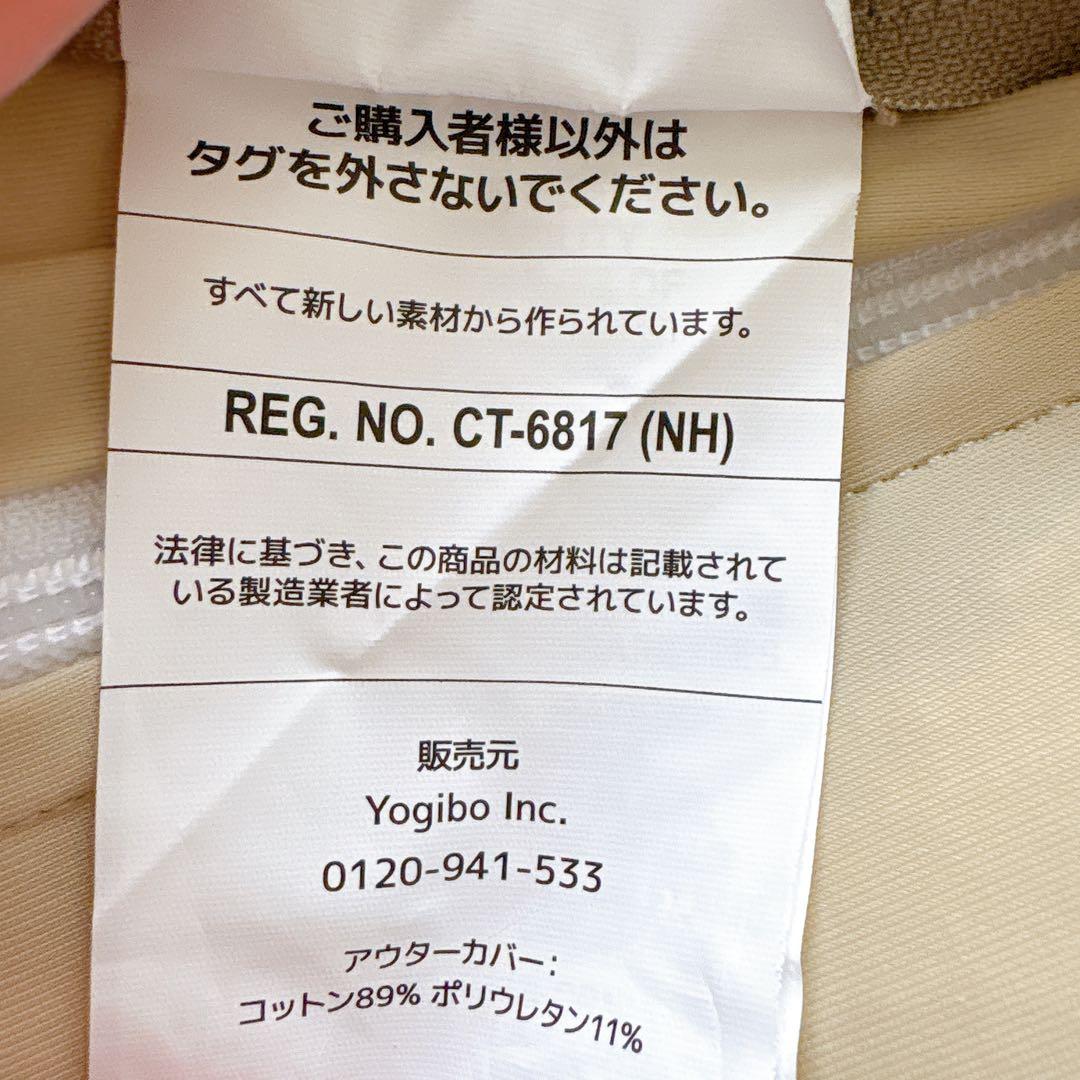 ご購入者様以外は
タグを外さないでください。
すべて新しい素材から作られています。
REG. NO. CT-6817 (NH)
法律に基づき、この商品の材料は記載されて
いる製造業者によって認定されています。
販売元
Yogibo Inc.
0120-941-533
アウターカバー:
コットン89% ポリウレタン11%